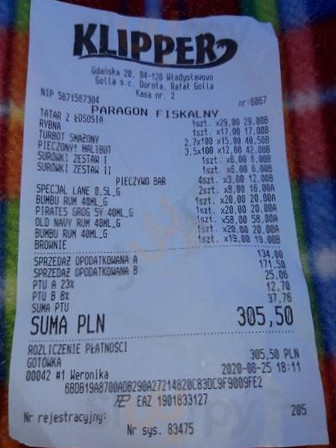 KLIPPER
Gdańska 20, 84-120 Władysławowo
Golla s.c. Dorota, Rafał Golla
Kasa nr. 2
NIP 5871567304 nr:6067
PARAGON FISKALNY
TATAR Z ŁOSOSIA 1szt. x29,00 29,00B
RYBNA 1szt. x17,00 17,00B
TURBOT SMAŻONY 2,7x100 x15,00 40,50B
PIECZONY! HALIBUT 3,5x100 x12,00 42,00B
SURÓWKI ZESTAW I 1szt. x6,00 6,00B
SURÓWKI ZESTAW II 1szt. x6,00 6,00B
PIECZYWO BAR 4szt. x3,00 12,00B
SPECJAL LANE 0,5L_G 2szt. x8,00 16,00A
BUMBU RUM 40ML_G 1szt. x20,00 20,00A
PIRATES GROG 5Y 40ML_G 1szt. x20,00 20,00A
OLD NAVY RUM 40ML_G 1szt. x58,00 58,00A
BUMBU RUM 40ML_G 1szt. x20,00 20,00A
BROWNIE 1szt. x19,00 19,00B
SPRZEDAŻ OPODATKOWANA A 134,00
SPRZEDAŻ OPODATKOWANA B 171,50
PTU A 23% 25,06
PTU B 8% 12,70
SUMA PTU 37,76
SUMA PLN 305,50
ROZLICZENIE PŁATNOŚCI
GOTÓWKA 305,50 PLN
00042 #1 Weronika 2020-08-25 18:11
EAZ 1901833127
Nr rejestracyjny: 205
Nr sys. 83475